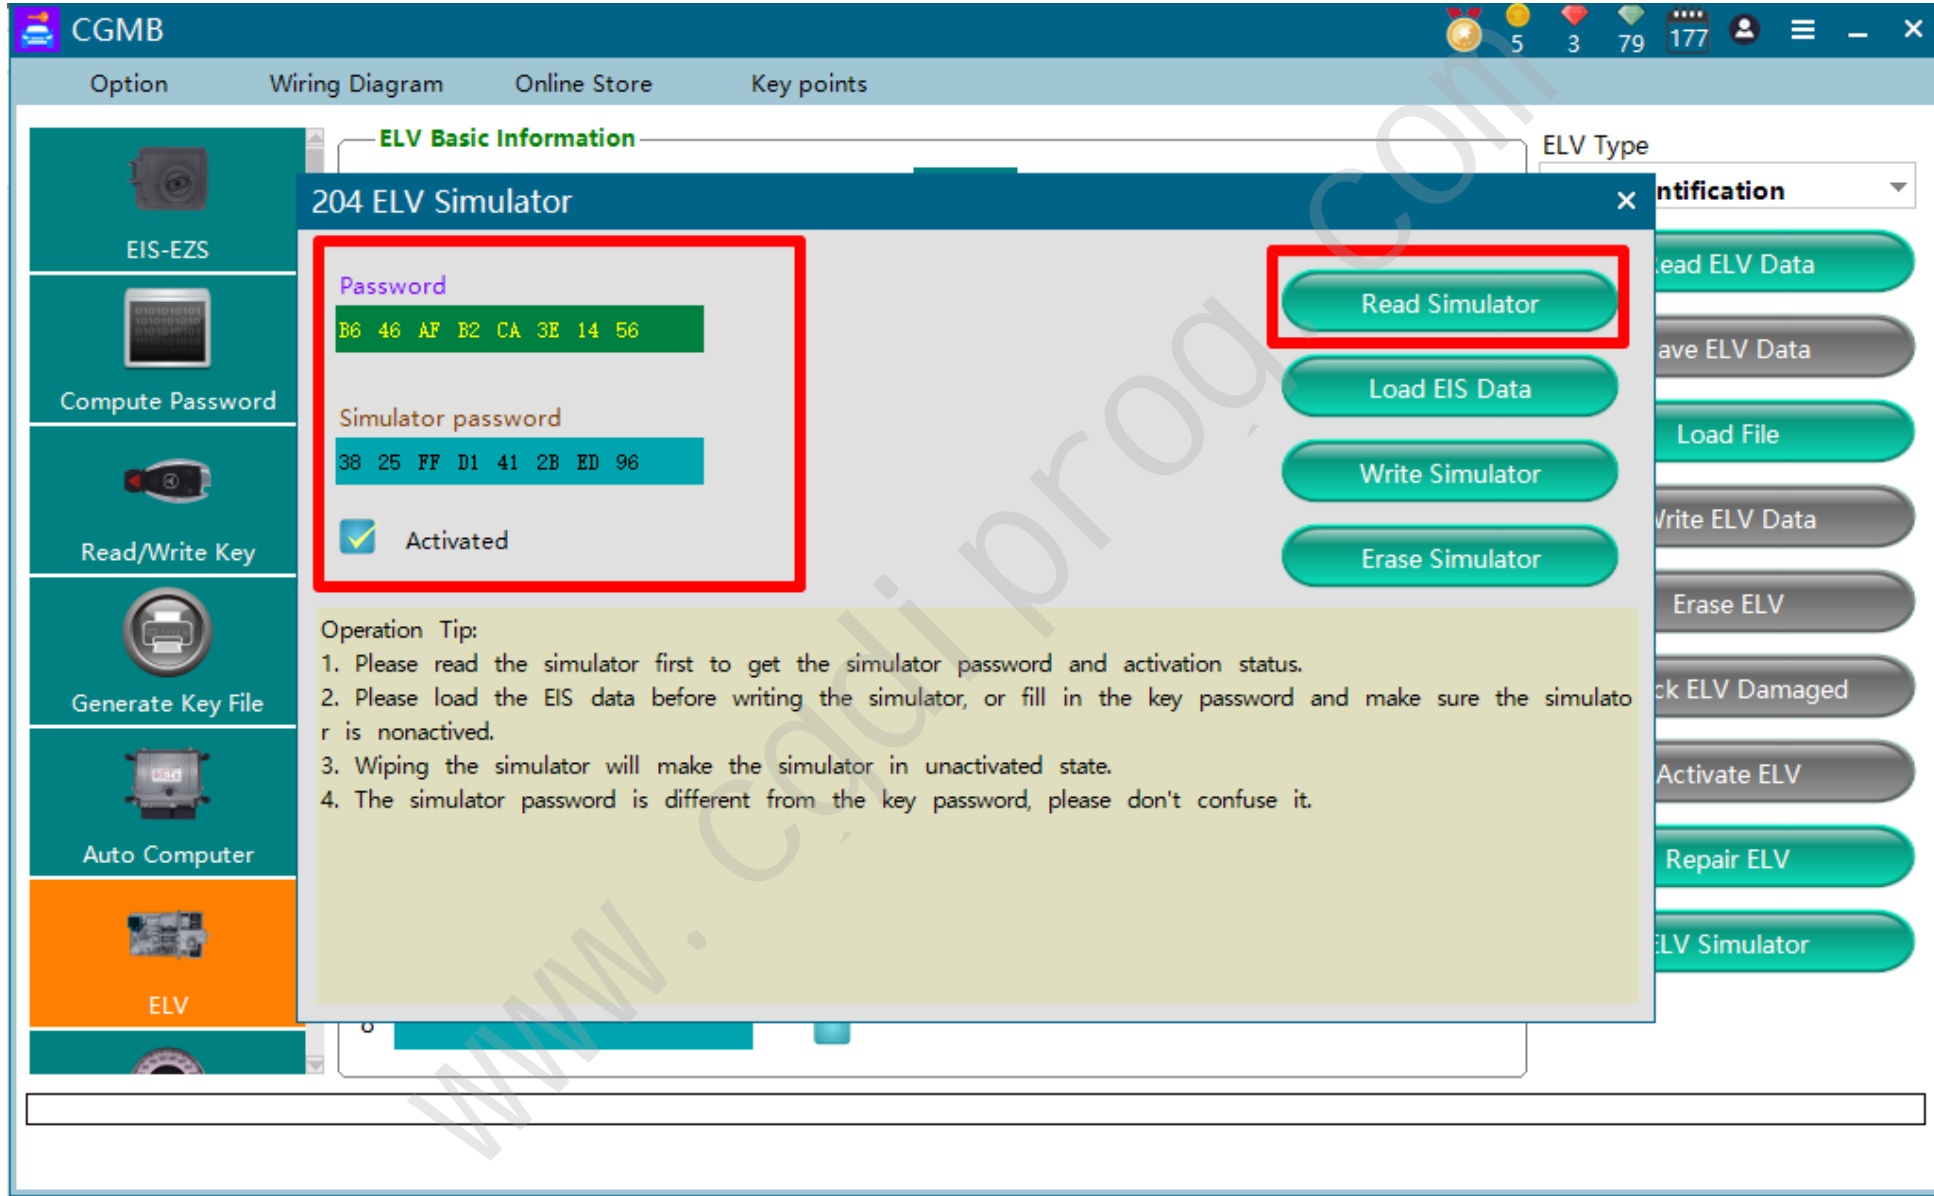 CGMB
5 3 79 177
Option Wiring Diagram Online Store Key points
ELV Basic Information
ELV Type
ntification
204 ELV Simulator
EIS-EZS
Compute Password
Read/Write Key
Generate Key File
Auto Computer
ELV
Password
B6 46 AF B2 CA 3E 14 56
Simulator password
38 25 FF D1 41 2B ED 96
Activated
Read Simulator
Load EIS Data
Write Simulator
Erase Simulator
Operation Tip:
1. Please read the simulator first to get the simulator password and activation status.
2. Please load the EIS data before writing the simulator, or fill in the key password and make sure the simulato
r is nonactived.
3. Wiping the simulator will make the simulator in unactivated state.
4. The simulator password is different from the key password, please don't confuse it.
ead ELV Data
ave ELV Data
Load File
rite ELV Data
Erase ELV
ck ELV Damaged
Activate ELV
Repair ELV
ELV Simulator
www.cgdiprog.com